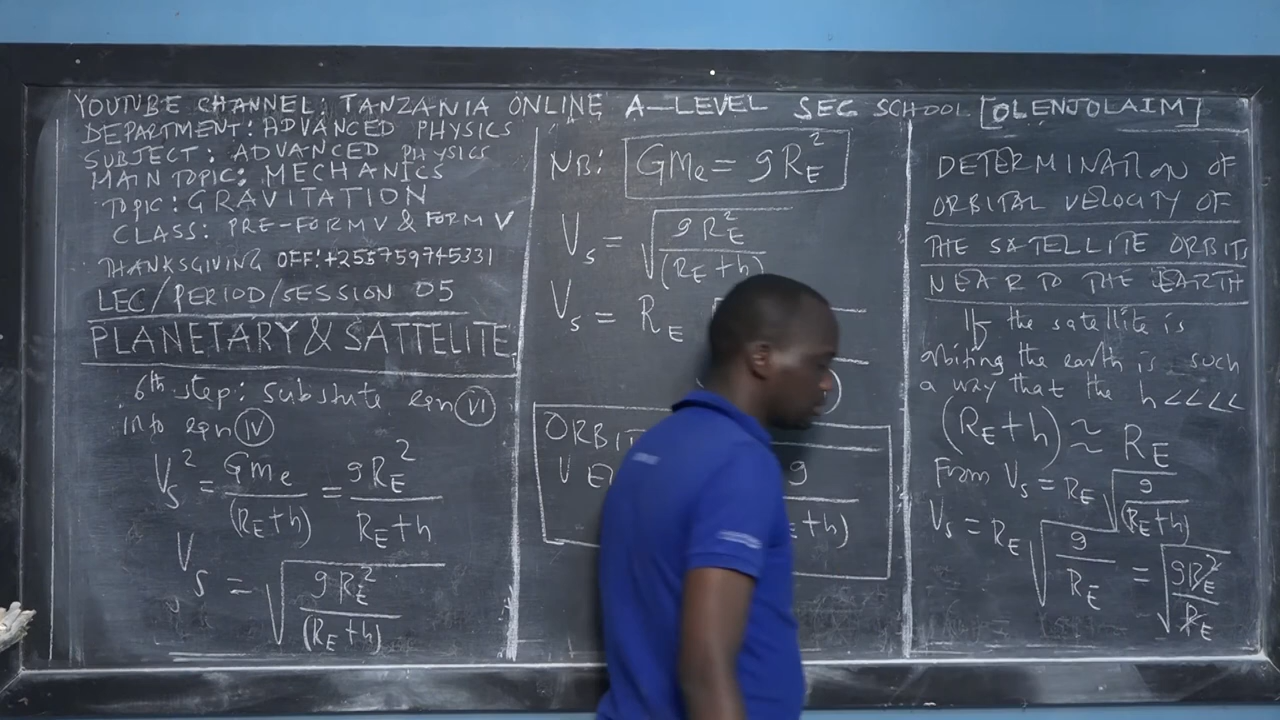 YOUTUBE CHANNEL: TANZANIA ONLINE A-LEVEL SEC SCHOOL [OLENJOLAIM]
DEPARTMENT: ADVANCED PHYSICS
SUBJECT: ADVANCED PHYSICS
MAIN TOPIC: MECHANICS
TOPIC: GRAVITATION
CLASS: PRE-FORM V & FORM V
THANKSGIVING OFF: +255759745331
LEC/PERIOD/SESSION 05
PLANETARY & SATTELITE
6th step: Substute eqn (VI)
into eqn (IV)
Vs² = GMe/(RE+h) = gRE²/RE+h
Vs = √(gRE²/(RE+h))
NB: GMe = gRE²
Vs = √(gRE²/(RE+h))
Vs = RE
DETERMINATION OF
ORBITAL VELOCITY OF
THE SATELLITE ORBITS
NEAR TO THE EARTH
If the satellite is
orbiting the earth is such
a way that the h <<<<
(RE+h) ≈ RE
From Vs = RE √(g/(RE+h))
Vs = RE √(g/RE) = √(gRE²/RE)